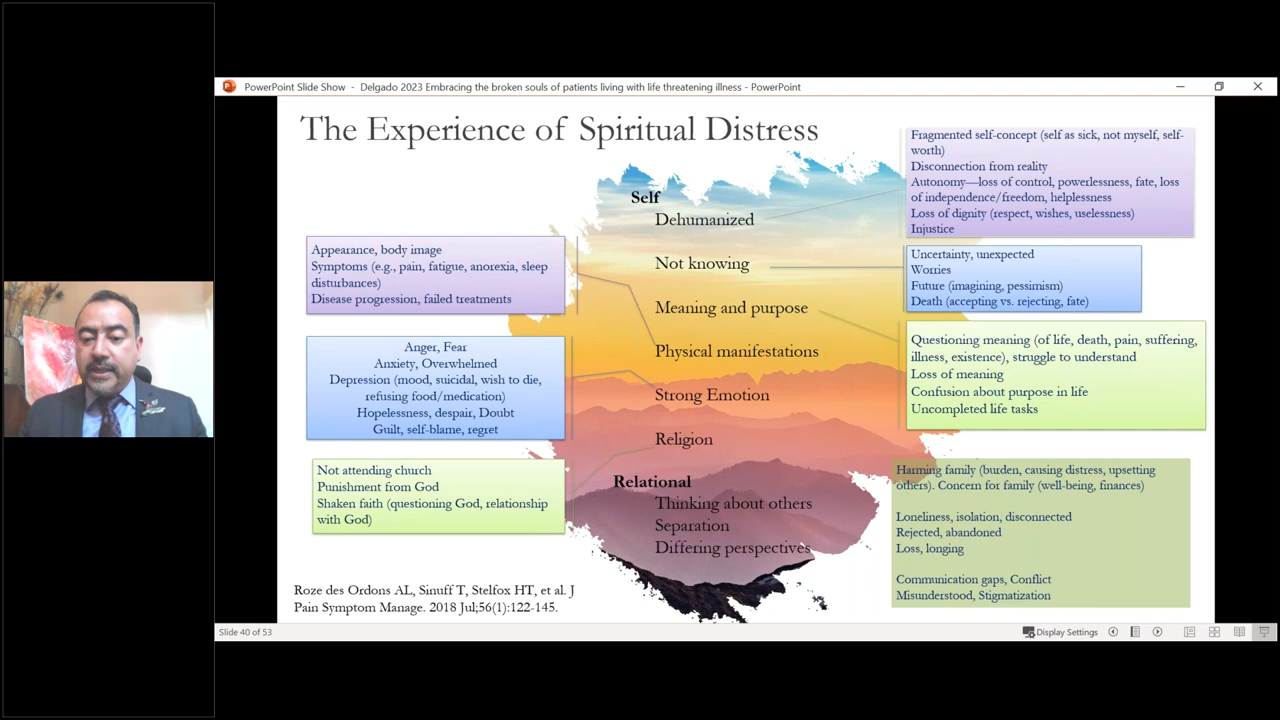 PowerPoint Slide Show - Delgado 2023 Embracing the broken souls of patients living with life threatening illness - PowerPoint
The Experience of Spiritual Distress
Self
Dehumanized
Not knowing
Meaning and purpose
Physical manifestations
Strong Emotion
Religion
Relational
Thinking about others
Separation
Differing perspectives
Fragmented self-concept (self as sick, not myself, self-
worth)
Disconnection from reality
Autonomy—loss of control, powerlessness, fate, loss
of independence/freedom, helplessness
Loss of dignity (respect, wishes, uselessness)
Injustice
Uncertainty, unexpected
Worries
Future (imagining, pessimism)
Death (accepting vs. rejecting, fate)
Questioning meaning (of life, death, pain, suffering,
illness, existence), struggle to understand
Loss of meaning
Confusion about purpose in life
Uncompleted life tasks
Appearance, body image
Symptoms (e.g., pain, fatigue, anorexia, sleep
disturbances)
Disease progression, failed treatments
Anger, Fear
Anxiety, Overwhelmed
Depression (mood, suicidal, wish to die,
refusing food/medication)
Hopelessness, despair, Doubt
Guilt, self-blame, regret
Not attending church
Punishment from God
Shaken faith (questioning God, relationship
with God)
Harming family (burden, causing distress, upsetting
others). Concern for family (well-being, finances)
Loneliness, isolation, disconnected
Rejected, abandoned
Loss, longing
Communication gaps, Conflict
Misunderstood, Stigmatization
Roze des Ordons AL, Sinuff T, Stelfox HT, et al. J
Pain Symptom Manage. 2018 Jul;56(1):122-145.
Slide 40 of 53
Display Settings